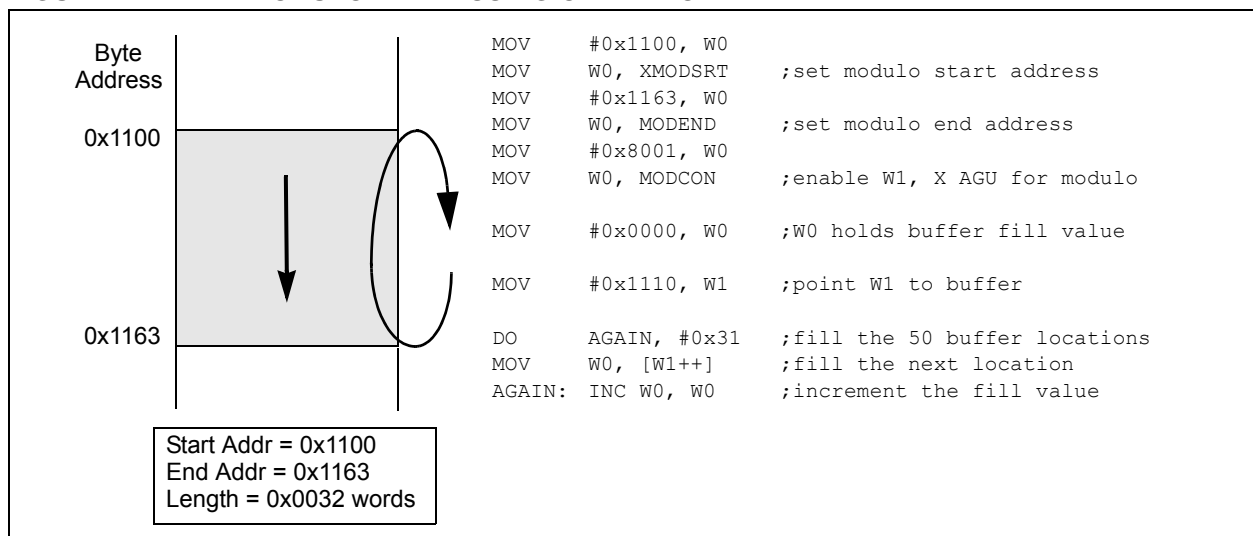 Byte
Address
0x1100
0x1163
Start Addr = 0x1100
End Addr = 0x1163
Length = 0x0032 words
MOV #0x1100, W0
MOV W0, XMODSRT ;set modulo start address
MOV #0x1163, W0
MOV W0, MODEND ;set modulo end address
MOV #0x8001, W0
MOV W0, MODCON ;enable W1, X AGU for modulo
MOV #0x0000, W0 ;W0 holds buffer fill value
MOV #0x1110, W1 ;point W1 to buffer
DO AGAIN, #0x31 ;fill the 50 buffer locations
MOV W0, [W1++] ;fill the next location
AGAIN: INC W0, W0 ;increment the fill value